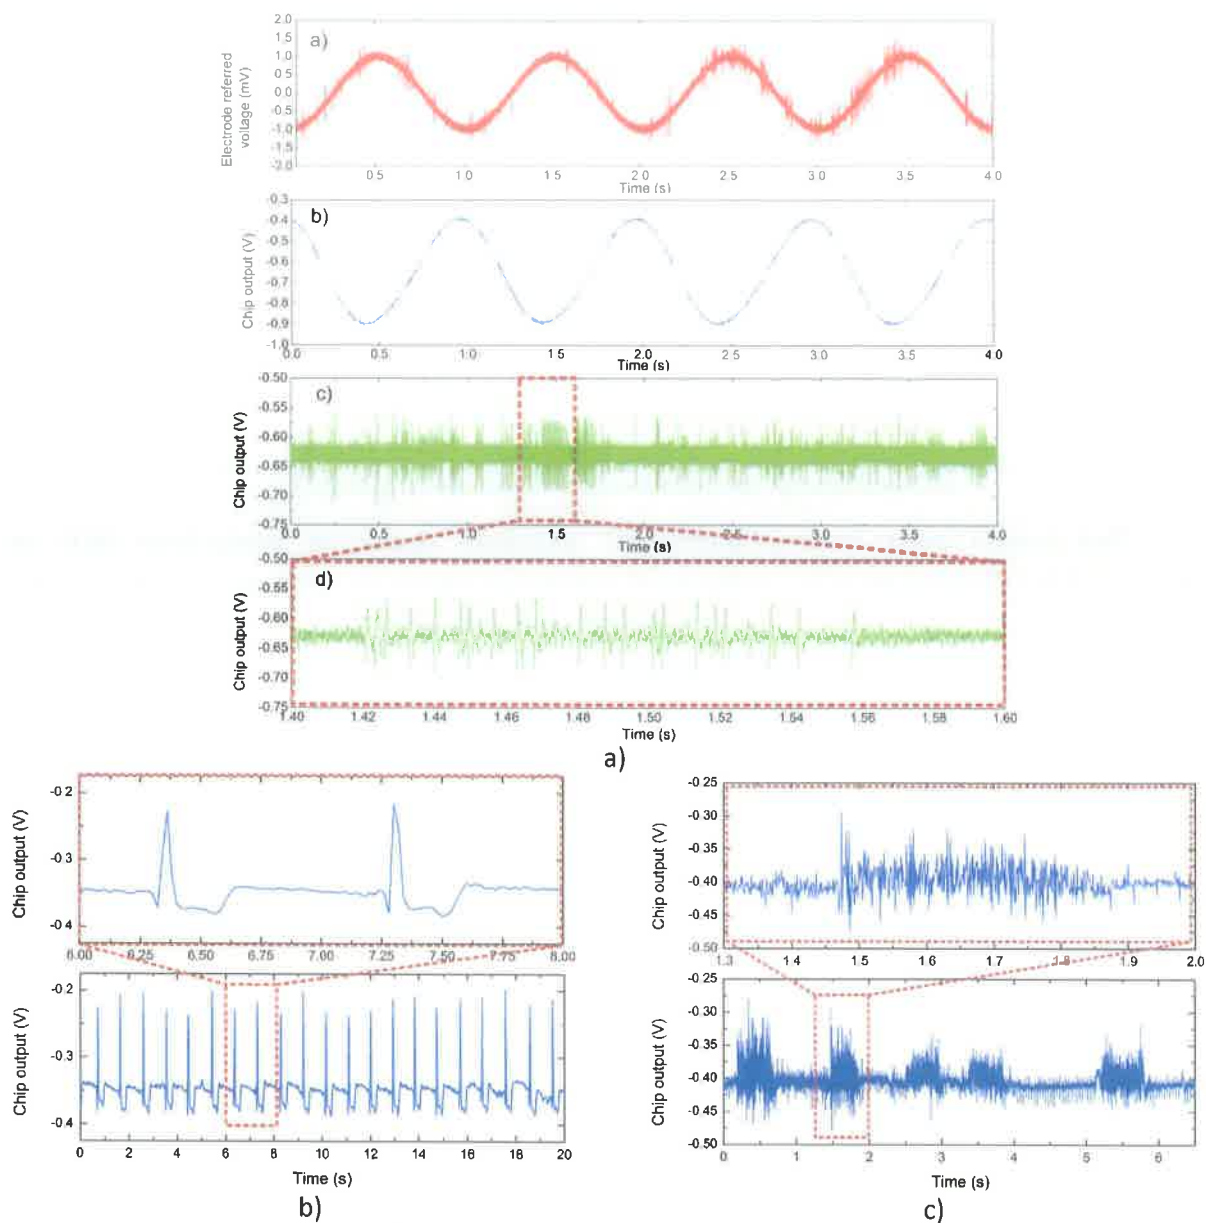 a)
Electrode referred
voltage (mV)
2.0
1.5
1.0
0.5
0.0
-0.5
-1.0
-1.5
-2.0
0.5 1.0 1.5 2.0 2.5 3.0 3.5 4.0
Time (s)
b)
Chip output (V)
-0.3
-0.4
-0.5
-0.6
-0.7
-0.8
-0.9
-1.0
0.0 0.5 1.0 1.5 2.0 2.5 3.0 3.5 4.0
Time (s)
c)
Chip output (V)
-0.50
-0.55
-0.60
-0.65
-0.70
-0.75
0.0 0.5 1.0 1.5 2.0 2.5 3.0 3.5 4.0
Time (s)
d)
Chip output (V)
-0.50
-0.55
-0.60
-0.65
-0.70
-0.75
1.40 1.42 1.44 1.46 1.48 1.50 1.52 1.54 1.56 1.58 1.60
Time (s)
a)
Chip output (V)
-0.2
-0.3
-0.4
6.00 6.25 6.50 6.75 7.00 7.25 7.50 7.75 8.00
Chip output (V)
-0.2
-0.3
-0.4
0 2 4 6 8 10 12 14 16 18 20
Time (s)
b)
Chip output (V)
-0.25
-0.30
-0.35
-0.40
-0.45
-0.50
1.3 1.4 1.5 1.6 1.7 1.8 1.9 2.0
Chip output (V)
-0.25
-0.30
-0.35
-0.40
-0.45
-0.50
0 1 2 3 4 5 6
Time (s)
c)